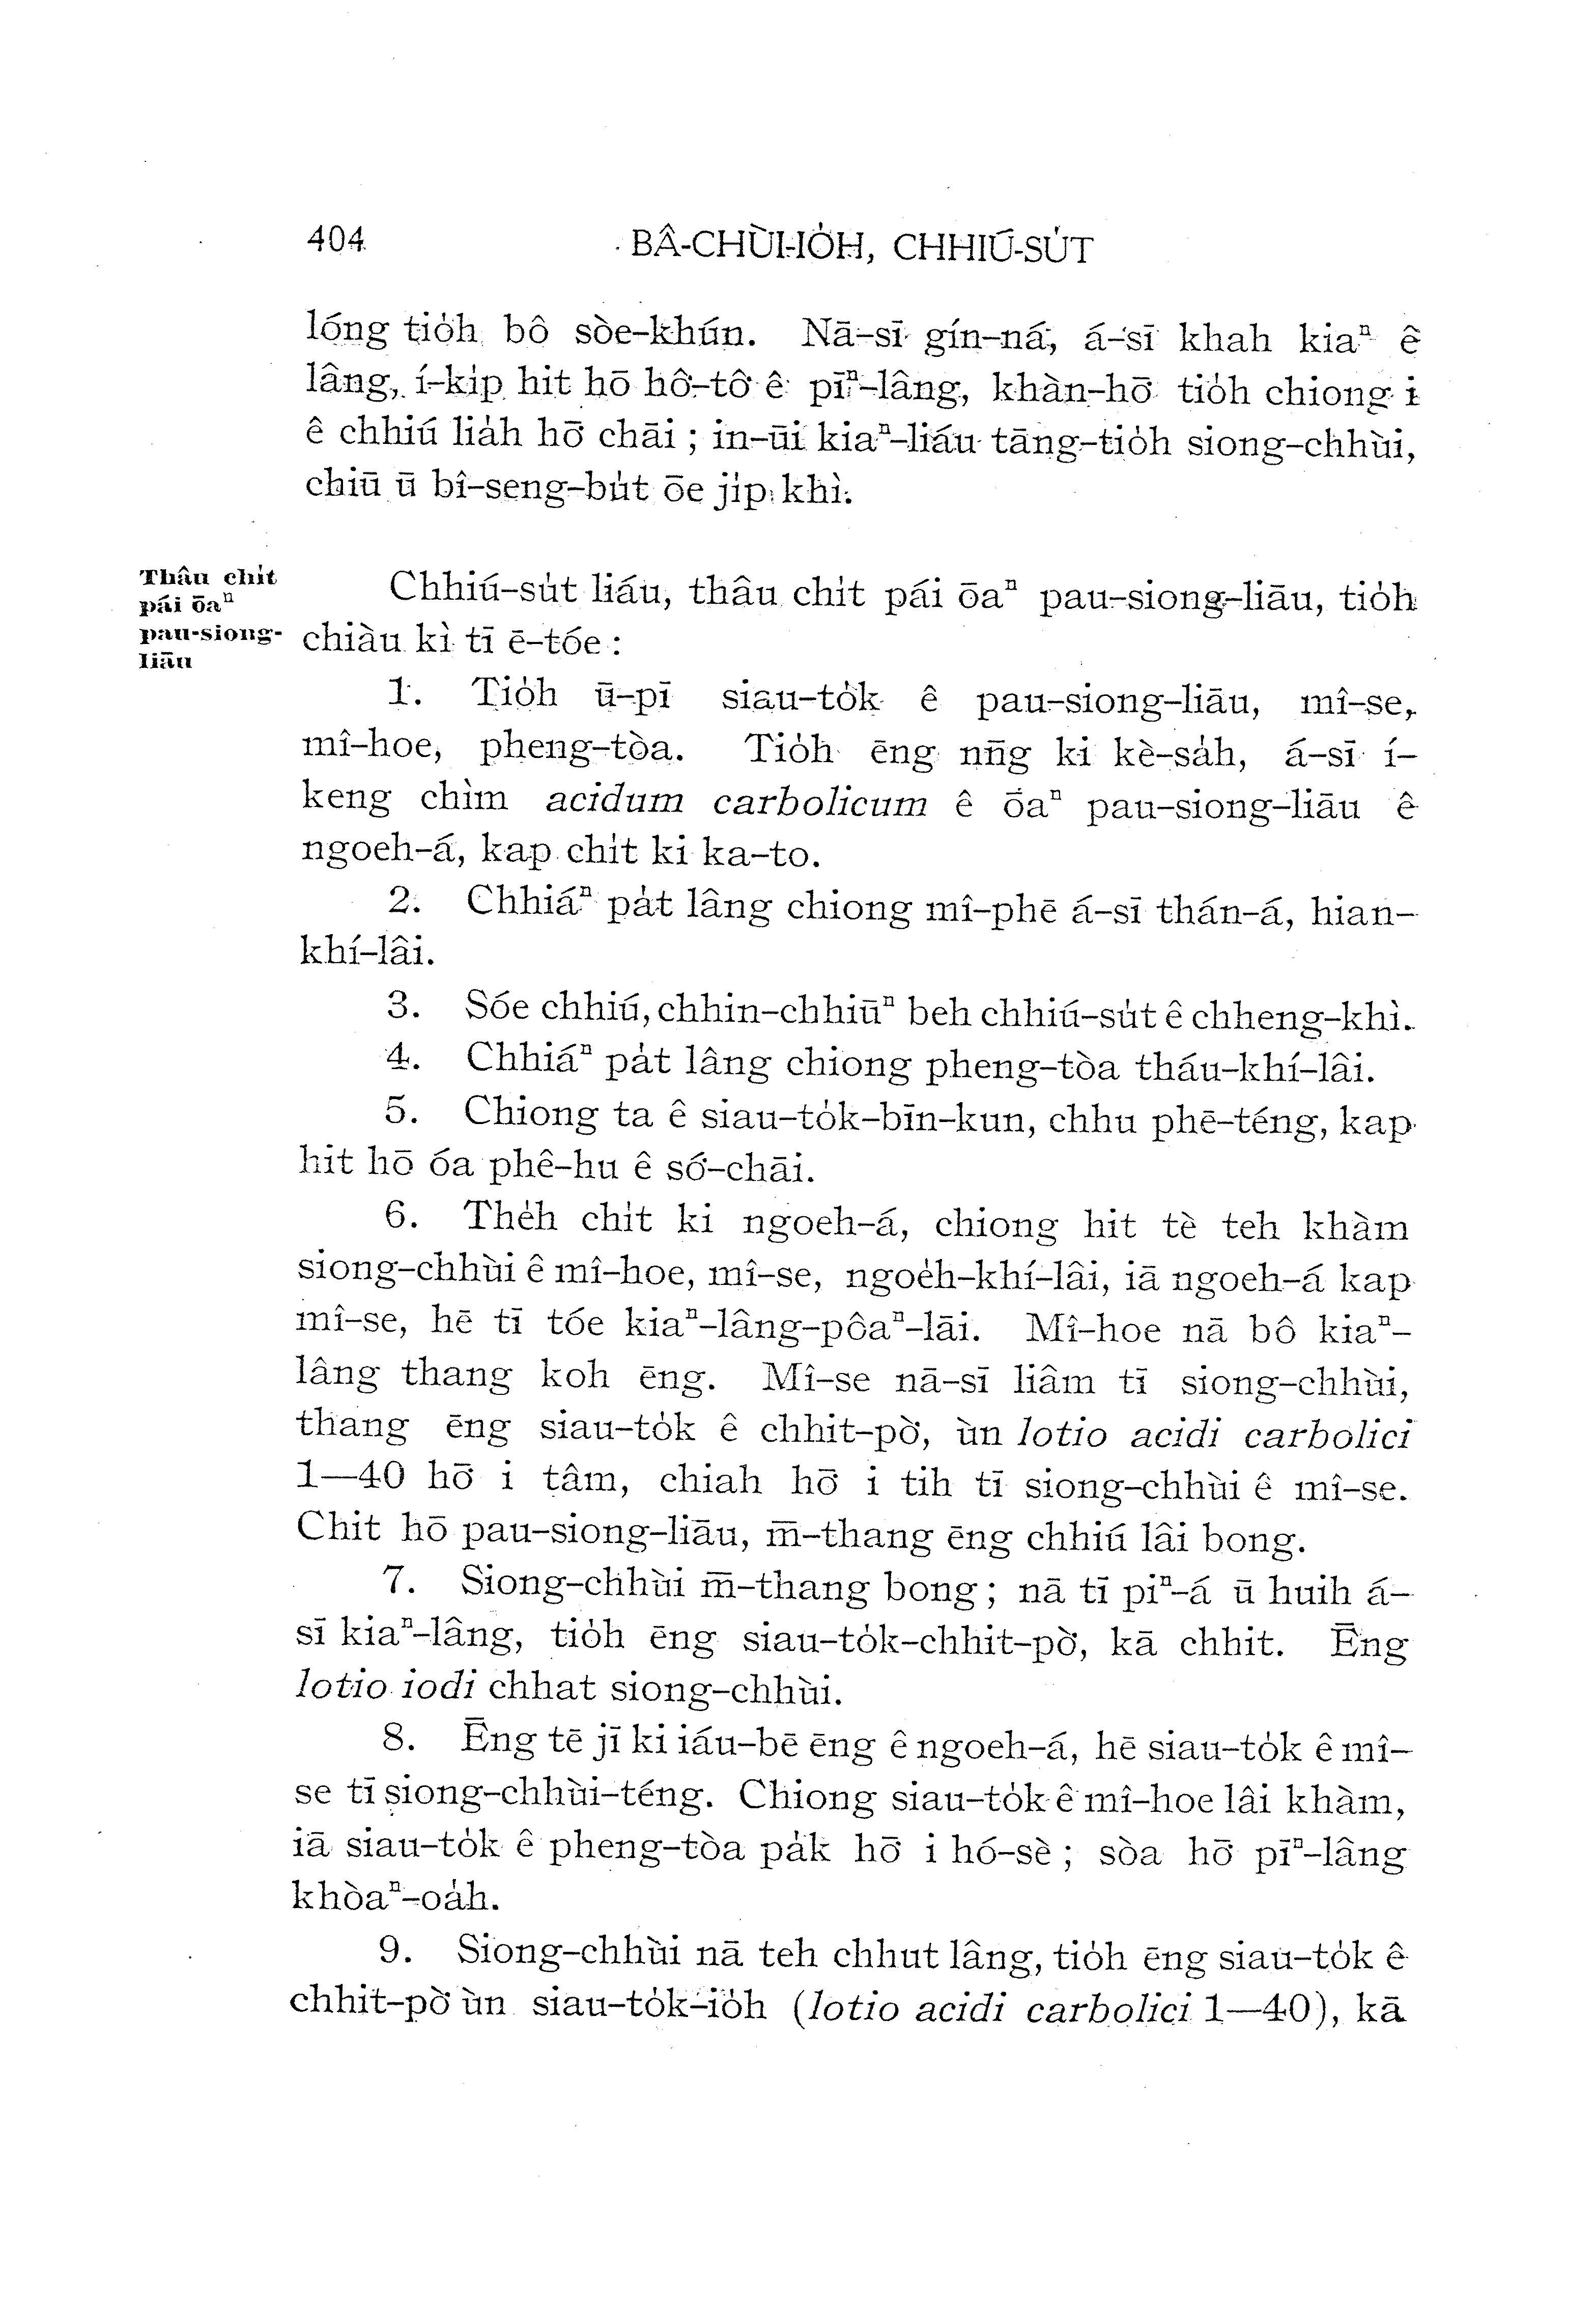 404 BÂ-CHÙI-IO̍H, CHHIÚ-SU̍T
lóng tio̍h bô sòe-khún. Nā-sī gín-ná, á-sī khah kiaⁿ ê
lâng, í-ki̍p hit hō hô͘-tô͘ ê pīⁿ-lâng, khàn-hō͘ tio̍h chiong i
ê chhiú lia̍h hō͘ chāi; in-ūi kiaⁿ-liáu tāng-tio̍h siong-chhùi,
chiū ū bî-seng-bu̍t ōe ji̍p khì.
Thâu chi̍t
pái ōaⁿ
pau-siong-
liāu
Chhiú-su̍t liáu, thâu chi̍t pái ōaⁿ pau-siong-liāu, tio̍h
chiàu kì tī ē-tóe:
1. Tio̍h ū-pī siau-to̍k ê pau-siong-liāu, mî-se,
mî-hoe, pheng-tòa. Tio̍h ēng nn̄g ki kè-sa̍h, á-sī í-
keng chìm acidum carbolicum ê ōaⁿ pau-siong-liāu ê
ngoeh-á, kap chi̍t ki ka-to.
2. Chhiáⁿ pa̍t lâng chiong mî-phē á-sī thán-á, hian-
khí-lâi.
3. Sóe chhiú, chhin-chhiūⁿ beh chhiú-su̍t ê chheng-khì.
4. Chhiáⁿ pa̍t lâng chiong pheng-tòa tháu-khí-lâi.
5. Chiong ta ê siau-to̍k-bīn-kun, chhu phē-téng, kap
hit hō óa phê-hu ê só͘-chāi.
6. The̍h chi̍t ki ngoeh-á, chiong hit tè teh khàm
siong-chhùi ê mî-hoe, mî-se, ngoe̍h-khí-lâi, iā ngoeh-á kap
mî-se, hē tī tóe kiaⁿ-lâng-pôaⁿ-lāi. Mî-hoe nā bô kiaⁿ-
lâng thang koh ēng. Mî-se nā-sī liâm tī siong-chhùi,
thang ēng siau-to̍k ê chhit-pò͘, ùn lotio acidi carbolici
1—40 hō͘ i tâm, chiah hō͘ i tih tī siong-chhùi ê mî-se.
Chit hō pau-siong-liāu, m̄-thang ēng chhiú lâi bong.
7. Siong-chhùi m̄-thang bong; nā tī piⁿ-á ū huih á-
sī kiaⁿ-lâng, tio̍h ēng siau-to̍k-chhit-pò͘, kā chhit. Ēng
lotio iodi chhat siong-chhùi.
8. Ēng tē jī ki iáu-bē ēng ê ngoeh-á, hē siau-to̍k ê mî-
se tī siong-chhùi-téng. Chiong siau-to̍k ê mî-hoe lâi khàm,
iā siau-to̍k ê pheng-tòa pa̍k hō͘ i hó-sè; sòa hō͘ pīⁿ-lâng
khòaⁿ-oa̍h.
9. Siong-chhùi nā teh chhut lâng, tio̍h ēng siau-to̍k ê
chhit-pò͘ ùn siau-to̍k-io̍h (lotio acidi carbolici 1—40), kā